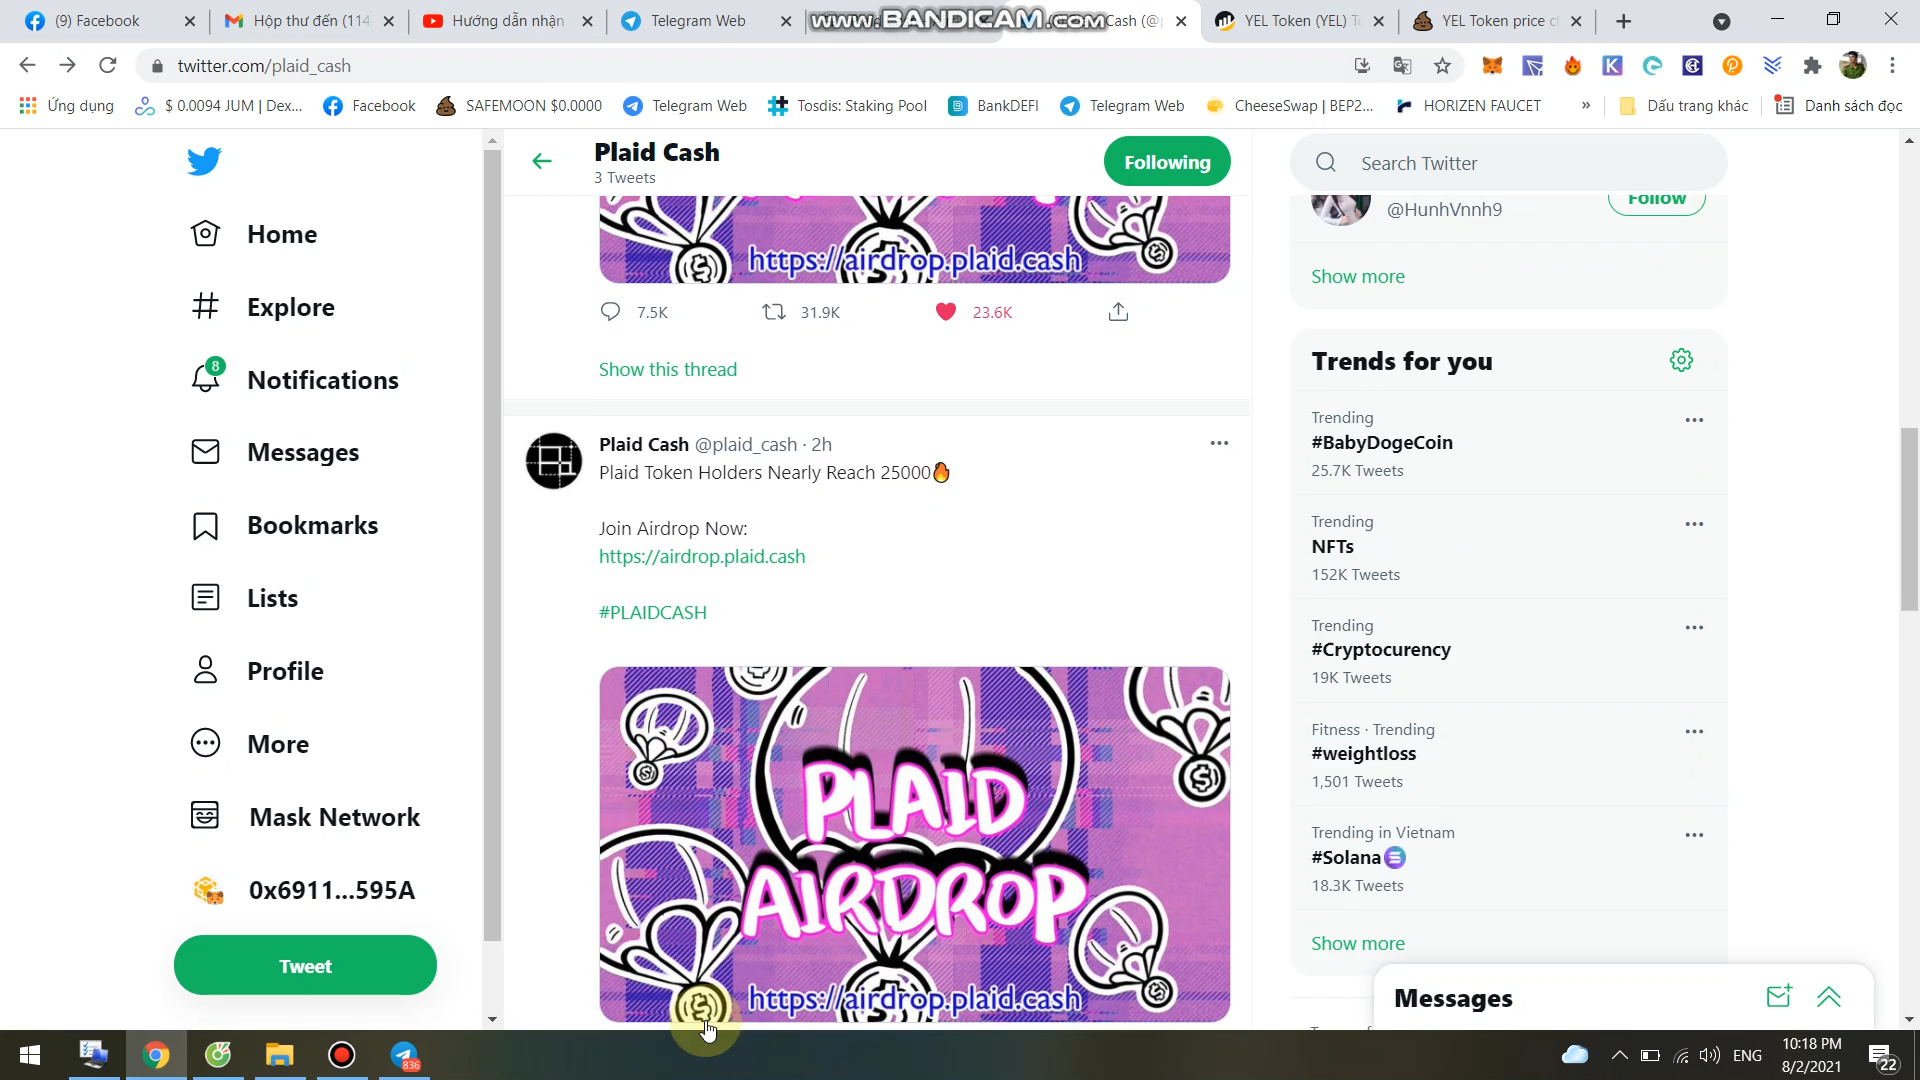 (9) Facebook
Hộp thư đến (114
Hướng dẫn nhận
Telegram Web
www.BANDICAM.com
Cash (@
YEL Token (YEL) T
YEL Token price c
twitter.com/plaid_cash
Ứng dụng
$ 0.0094 JUM | Dex...
Facebook
SAFEMOON $0.0000
Telegram Web
Tosdis: Staking Pool
BankDEFI
Telegram Web
CheeseSwap | BEP2...
HORIZEN FAUCET
»
Dấu trang khác
Danh sách đọc
Home
Explore
8
Notifications
Messages
Bookmarks
Lists
Profile
More
Mask Network
0x6911...595A
Tweet
Plaid Cash
3 Tweets
Following
https://airdrop.plaid.cash
7.5K
31.9K
23.6K
Show this thread
Plaid Cash @plaid_cash · 2h
Plaid Token Holders Nearly Reach 25000🔥
Join Airdrop Now:
https://airdrop.plaid.cash
#PLAIDCASH
PLAID
AIRDROP
https://airdrop.plaid.cash
Search Twitter
@HunhVnnh9
Follow
Show more
Trends for you
Trending
#BabyDogeCoin
25.7K Tweets
Trending
NFTs
152K Tweets
Trending
#Cryptocurency
19K Tweets
Fitness · Trending
#weightloss
1,501 Tweets
Trending in Vietnam
#Solana
18.3K Tweets
Show more
Messages
836
ENG
10:18 PM
8/2/2021
22